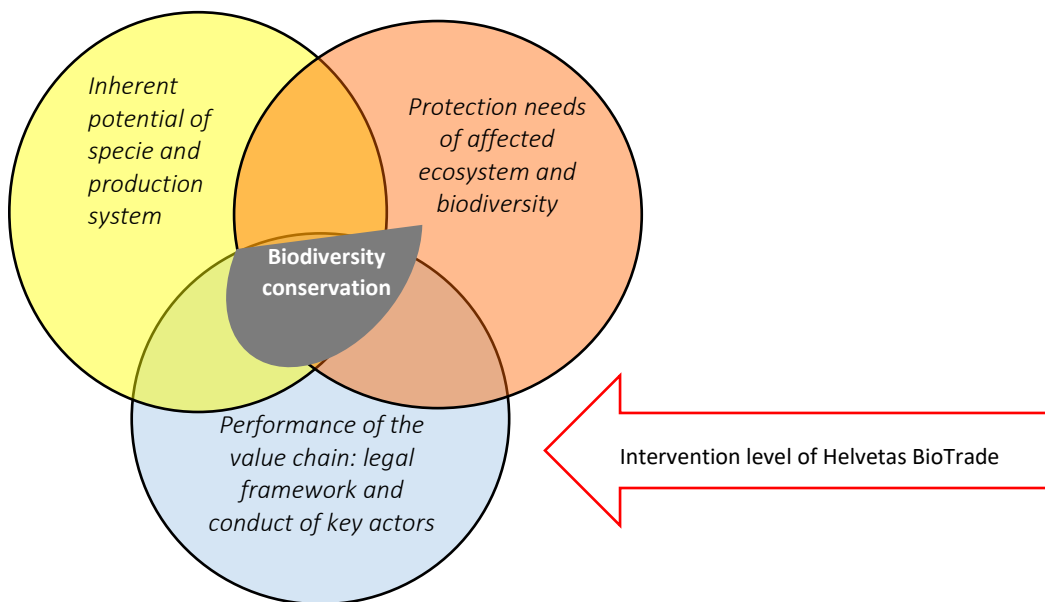 Inherent
potential of
specie and
production
system
Protection needs
of affected
ecosystem and
biodiversity
Biodiversity
conservation
Performance of the
value chain: legal
framework and
conduct of key actors
Intervention level of Helvetas BioTrade